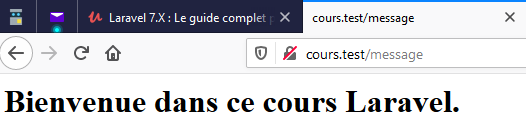 Laravel 7.X : Le guide complet
cours.test/message
cours.test/message
Bienvenue dans ce cours Laravel.